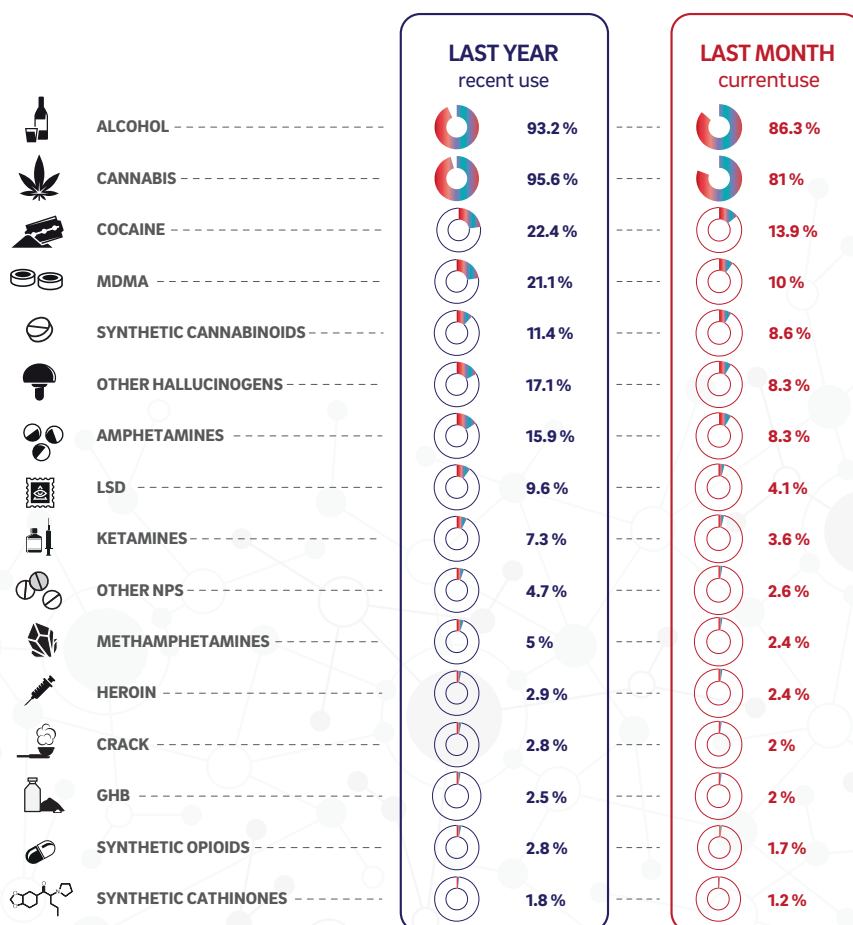 LAST YEAR
recent use
LAST MONTH
currentuse
ALCOHOL 93.2 % 86.3 %
CANNABIS 95.6 % 81 %
COCAINE 22.4 % 13.9 %
MDMA 21.1 % 10 %
SYNTHETIC CANNABINOIDS 11.4 % 8.6 %
OTHER HALLUCINOGENS 17.1 % 8.3 %
AMPHETAMINES 15.9 % 8.3 %
LSD 9.6 % 4.1 %
KETAMINES 7.3 % 3.6 %
OTHER NPS 4.7 % 2.6 %
METHAMPHETAMINES 5 % 2.4 %
HEROIN 2.9 % 2.4 %
CRACK 2.8 % 2 %
GHB 2.5 % 2 %
SYNTHETIC OPIOIDS 2.8 % 1.7 %
SYNTHETIC CATHINONES 1.8 % 1.2 %